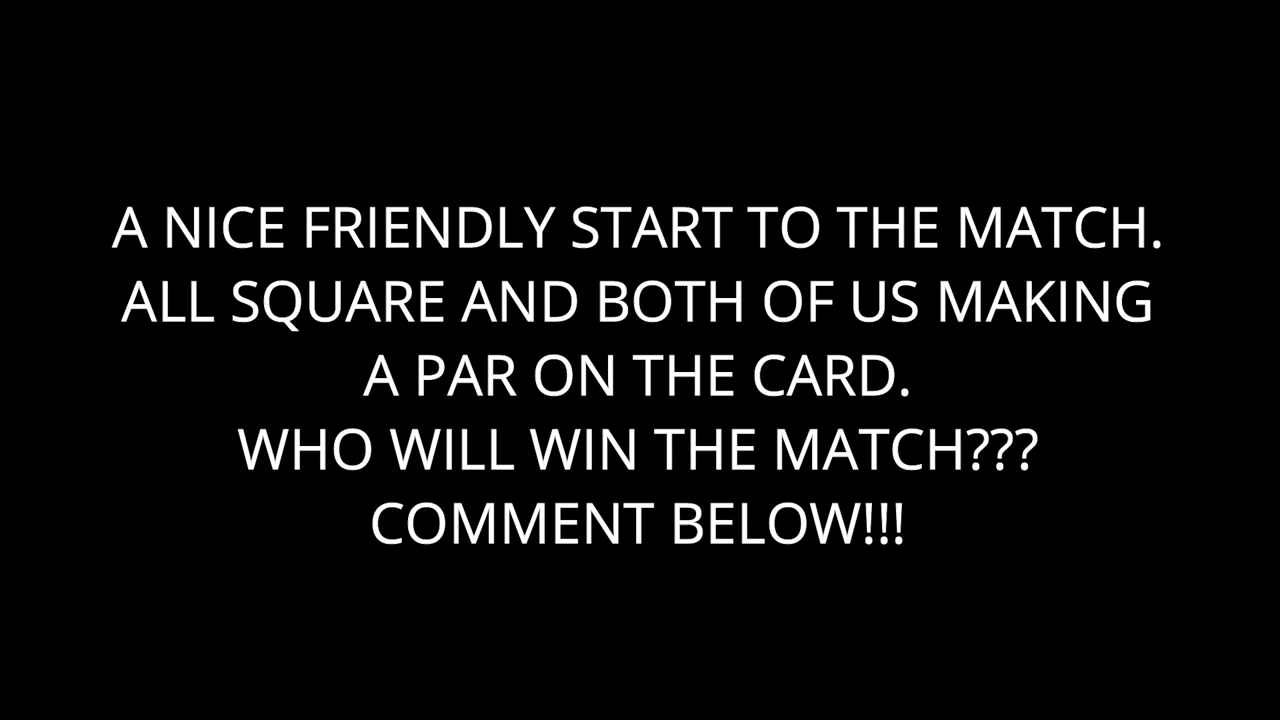 A NICE FRIENDLY START TO THE MATCH.
ALL SQUARE AND BOTH OF US MAKING
A PAR ON THE CARD.
WHO WILL WIN THE MATCH???
COMMENT BELOW!!!